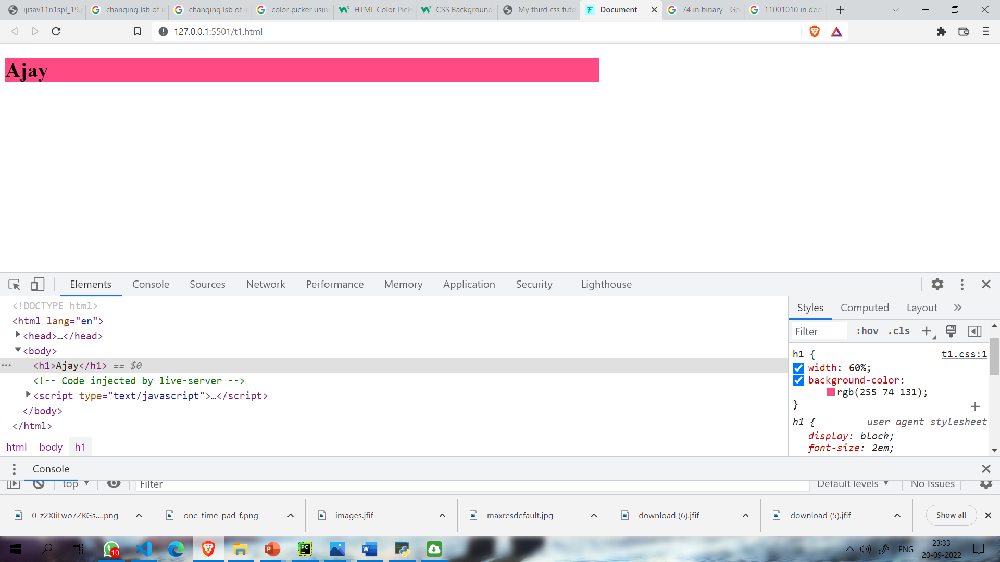 ijisav11n1spl_19.p
changing lsb of i
changing lsb of i
color picker using
HTML Color Pick
CSS Background
My third css tuto
Document
74 in binary - Go
11001010 in dec
127.0.0.1:5501/t1.html
Ajay
Elements Console Sources Network Performance Memory Application Security Lighthouse
<!DOCTYPE html>
<html lang="en">
<head>…</head>
<body>
<h1>Ajay</h1> == $0
<!-- Code injected by live-server -->
<script type="text/javascript">…</script>
</body>
</html>
html body h1
Styles Computed Layout
Filter :hov .cls
h1 { t1.css:1
width: 60%;
background-color:
rgb(255 74 131);
}
h1 { user agent stylesheet
display: block;
font-size: 2em;
Console
top Filter Default levels No Issues
0_z2XIiLwo7ZKGs....png
one_time_pad-f.png
images.jfif
maxresdefault.jpg
download (6).jfif
download (5).jfif
Show all
10
ENG
23:33
20-09-2022